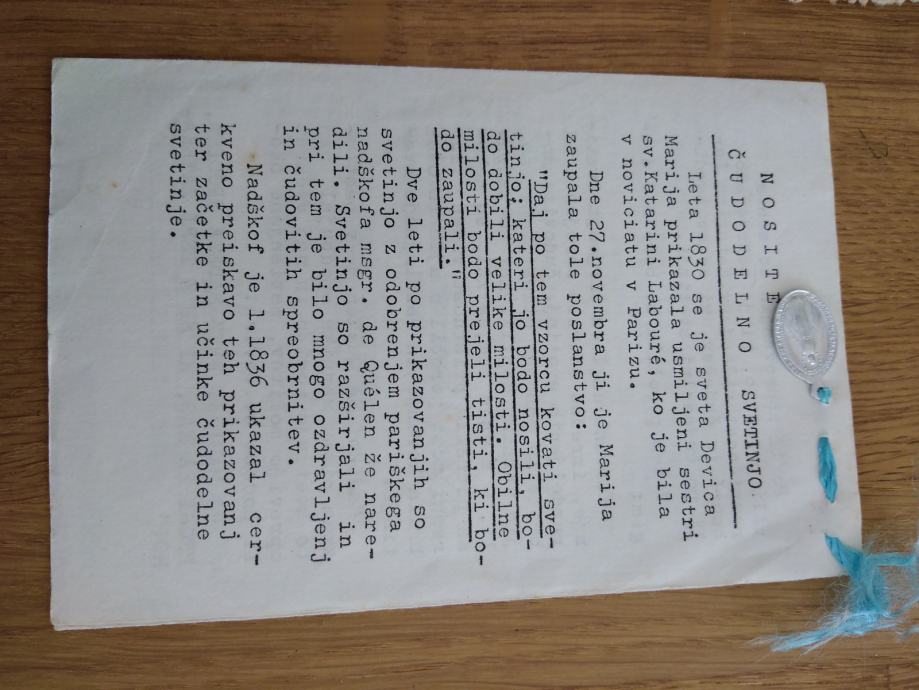 NOSITE
ČUDODELNO SVETINJO
Leta 1830 se je sveta Devica
Marija prikazala usmiljeni sestri
sv.Katarini Labouré, ko je bila
v noviciatu v Parizu.
Dne 27.novembra ji je Marija
zaupala tole poslanstvo:
"Daj po tem vzorcu kovati sve-
tinjo; kateri jo bodo nosili, bo-
do dobili velike milosti. Obilne
milosti bodo prejeli tisti, ki bo-
do zaupali."
Dve leti po prikazovanjih so
svetinjo z odobrenjem pariškega
nadškofa msgr. de Quélen že nare-
dili. Svetinjo so razširjali in
pri tem je bilo mnogo ozdravljenj
in čudovitih spreobrnitev.
Nadškof je l.1836 ukazal cer-
kveno preiskavo teh prikazovanj
ter začetke in učinke čudodelne
svetinje.